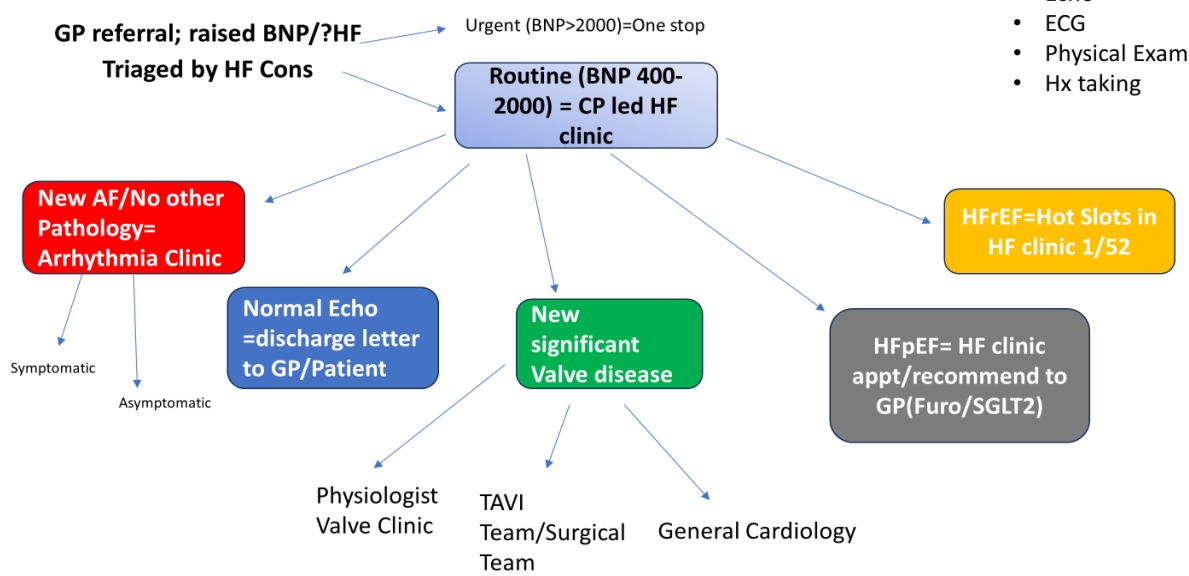 GP referral; raised BNP/?HF
Triaged by HF Cons
Urgent (BNP>2000)=One stop
• ECG
• Physical Exam
• Hx taking
Routine (BNP 400-
2000) = CP led HF
clinic
New AF/No other
Pathology=
Arrhythmia Clinic
HFrEF=Hot Slots in
HF clinic 1/52
Normal Echo
=discharge letter
to GP/Patient
New
significant
Valve disease
HFpEF= HF clinic
appt/recommend to
GP(Furo/SGLT2)
Symptomatic
Asymptomatic
Physiologist
Valve Clinic
TAVI
Team/Surgical
Team
General Cardiology